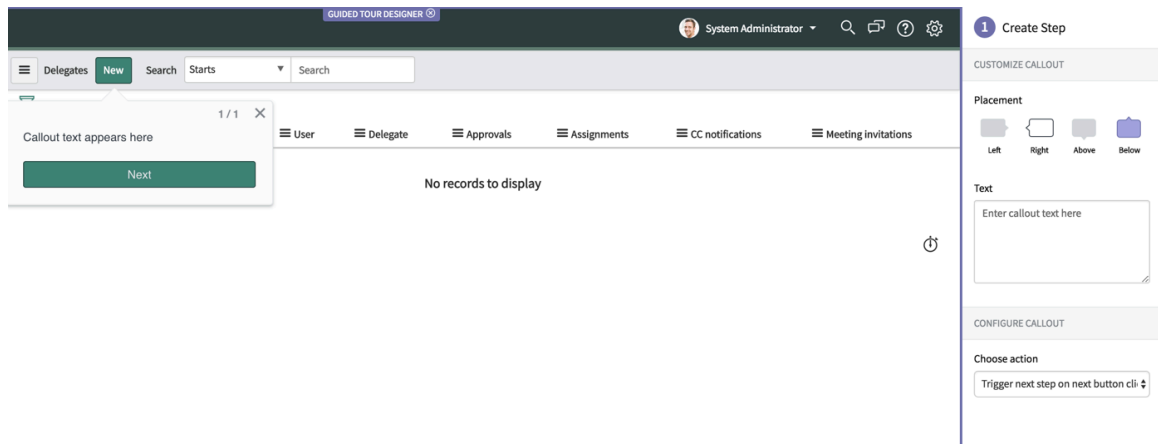 GUIDED TOUR DESIGNER
System Administrator
1 Create Step
CUSTOMIZE CALLOUT
Delegates New Search Starts Search
Placement
Left Right Above Below
1 / 1
Callout text appears here
Next
User Delegate Approvals Assignments CC notifications Meeting invitations
No records to display
Text
Enter callout text here
CONFIGURE CALLOUT
Choose action
Trigger next step on next button cli